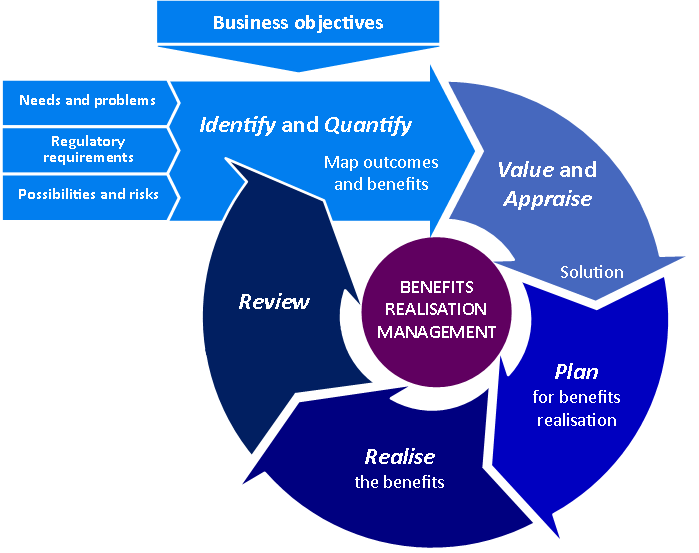 Business objectives
Needs and problems
Regulatory
requirements
Possibilities and risks
Identify and Quantify
Map outcomes
and benefits
Value and
Appraise
Solution
BENEFITS
REALISATION
MANAGEMENT
Plan
for benefits
realisation
Realise
the benefits
Review